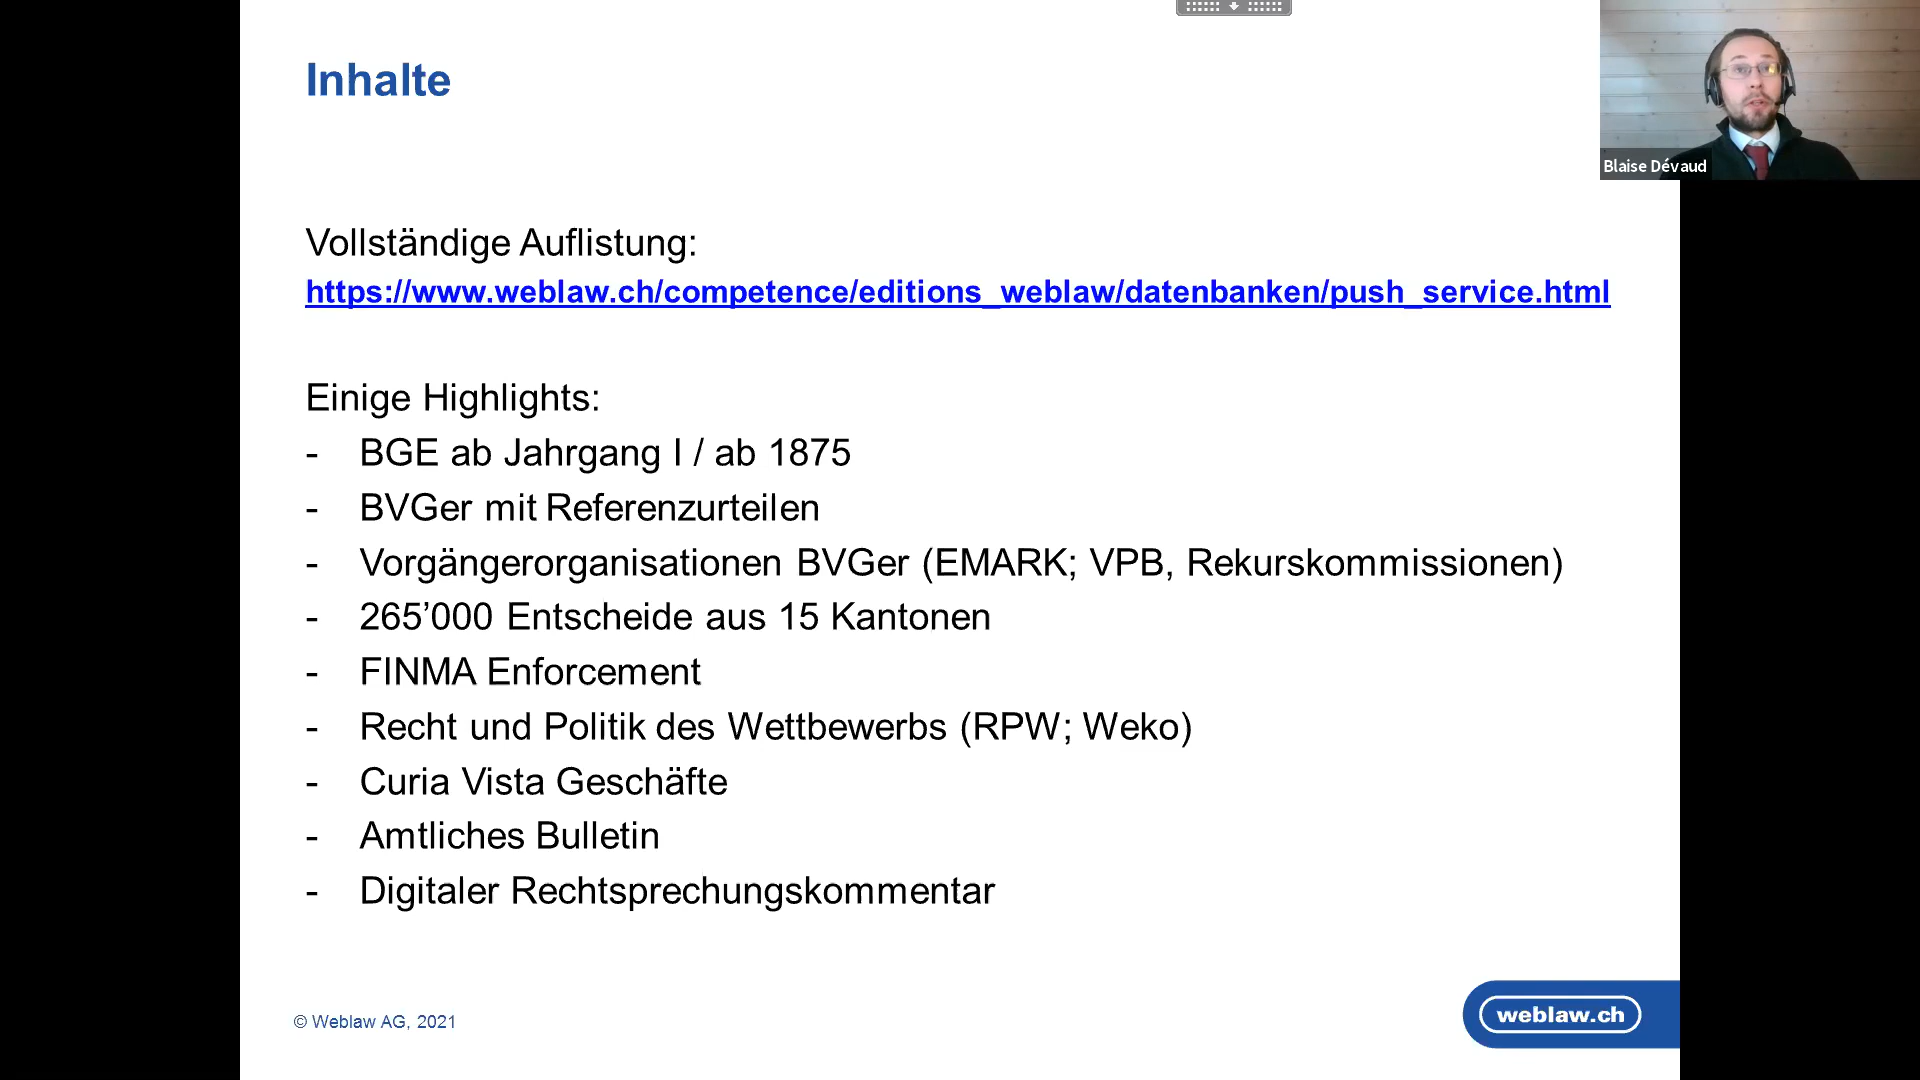 Inhalte
Blaise Dévaud
Vollständige Auflistung:
https://www.weblaw.ch/competence/editions_weblaw/datenbanken/push_service.html
Einige Highlights:
- BGE ab Jahrgang I / ab 1875
- BVGer mit Referenzurteilen
- Vorgängerorganisationen BVGer (EMARK; VPB, Rekurskommissionen)
- 265’000 Entscheide aus 15 Kantonen
- FINMA Enforcement
- Recht und Politik des Wettbewerbs (RPW; Weko)
- Curia Vista Geschäfte
- Amtliches Bulletin
- Digitaler Rechtsprechungskommentar
© Weblaw AG, 2021
weblaw.ch